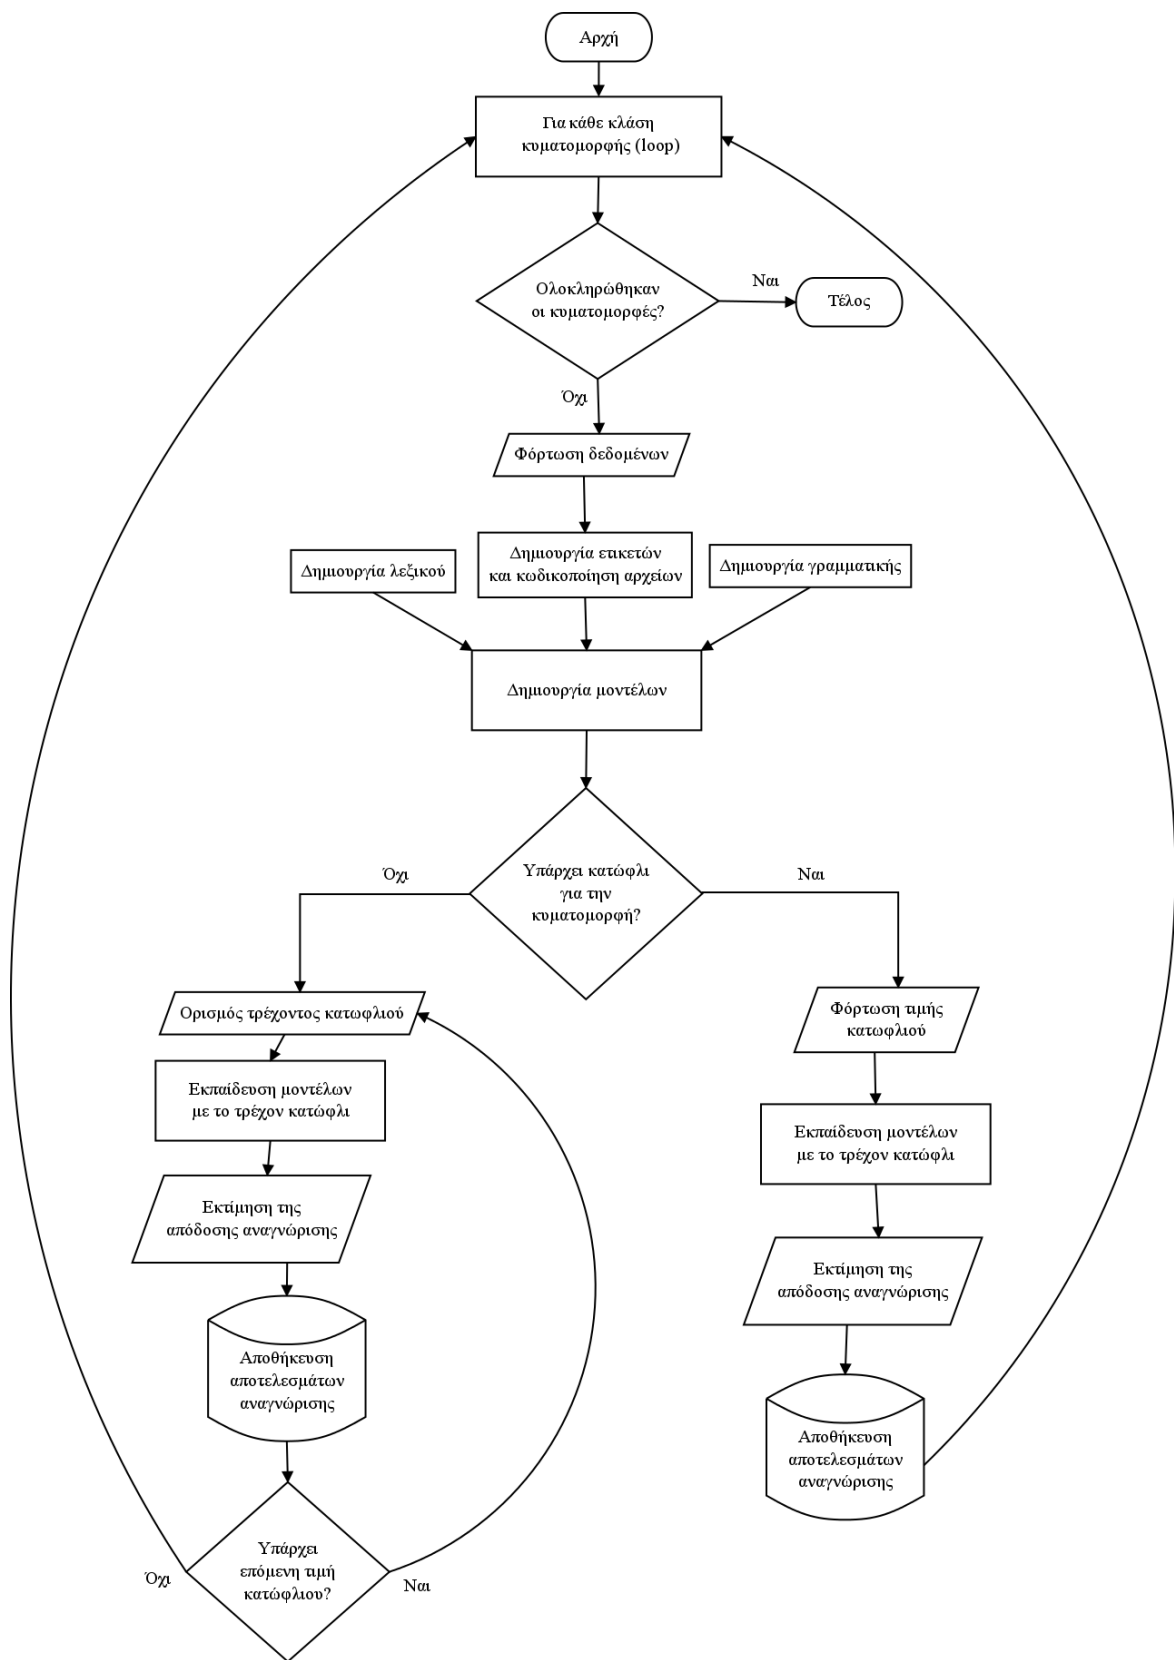 Αρχή
Για κάθε κλάση
κυματομορφής (loop)
Ολοκληρώθηκαν
οι κυματομορφές?
Ναι
Τέλος
Όχι
Φόρτωση δεδομένων
Δημιουργία λεξικού
Δημιουργία ετικετών
και κωδικοποίηση αρχείων
Δημιουργία γραμματικής
Δημιουργία μοντέλων
Υπάρχει κατώφλι
για την
κυματομορφή?
Όχι
Ναι
Ορισμός τρέχοντος κατωφλιού
Εκπαίδευση μοντέλων
με το τρέχον κατώφλι
Εκτίμηση της
απόδοσης αναγνώρισης
Αποθήκευση
αποτελεσμάτων
αναγνώρισης
Υπάρχει
επόμενη τιμή
κατώφλιου?
Όχι
Ναι
Φόρτωση τιμής
κατωφλιού
Εκπαίδευση μοντέλων
με το τρέχον κατώφλι
Εκτίμηση της
απόδοσης αναγνώρισης
Αποθήκευση
αποτελεσμάτων
αναγνώρισης